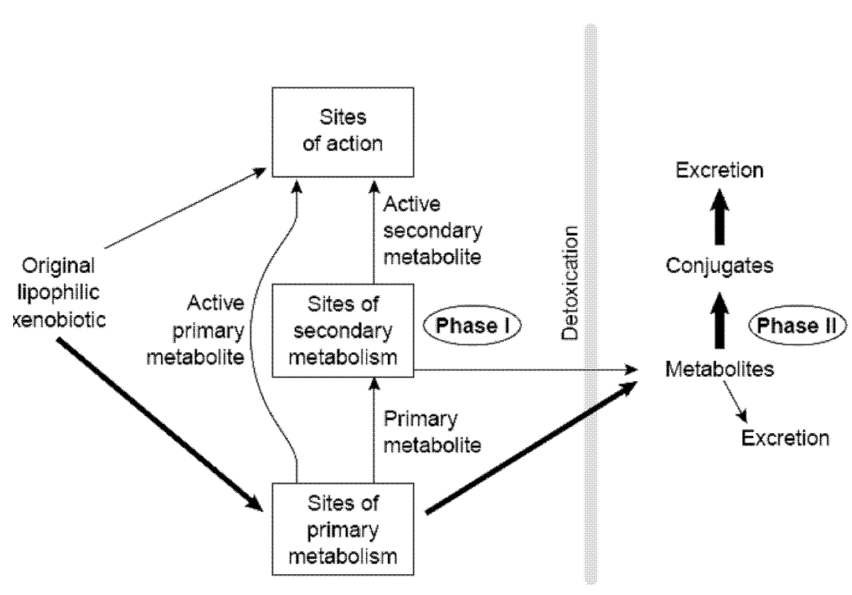 Sites
of action
Excretion
Active
secondary
metabolite
Original
lipophilic
xenobiotic
Detoxication
Conjugates
Active
primary
metabolite
Sites of
secondary
metabolism
Phase I
Phase II
Metabolites
Primary
metabolite
Excretion
Sites of
primary
metabolism